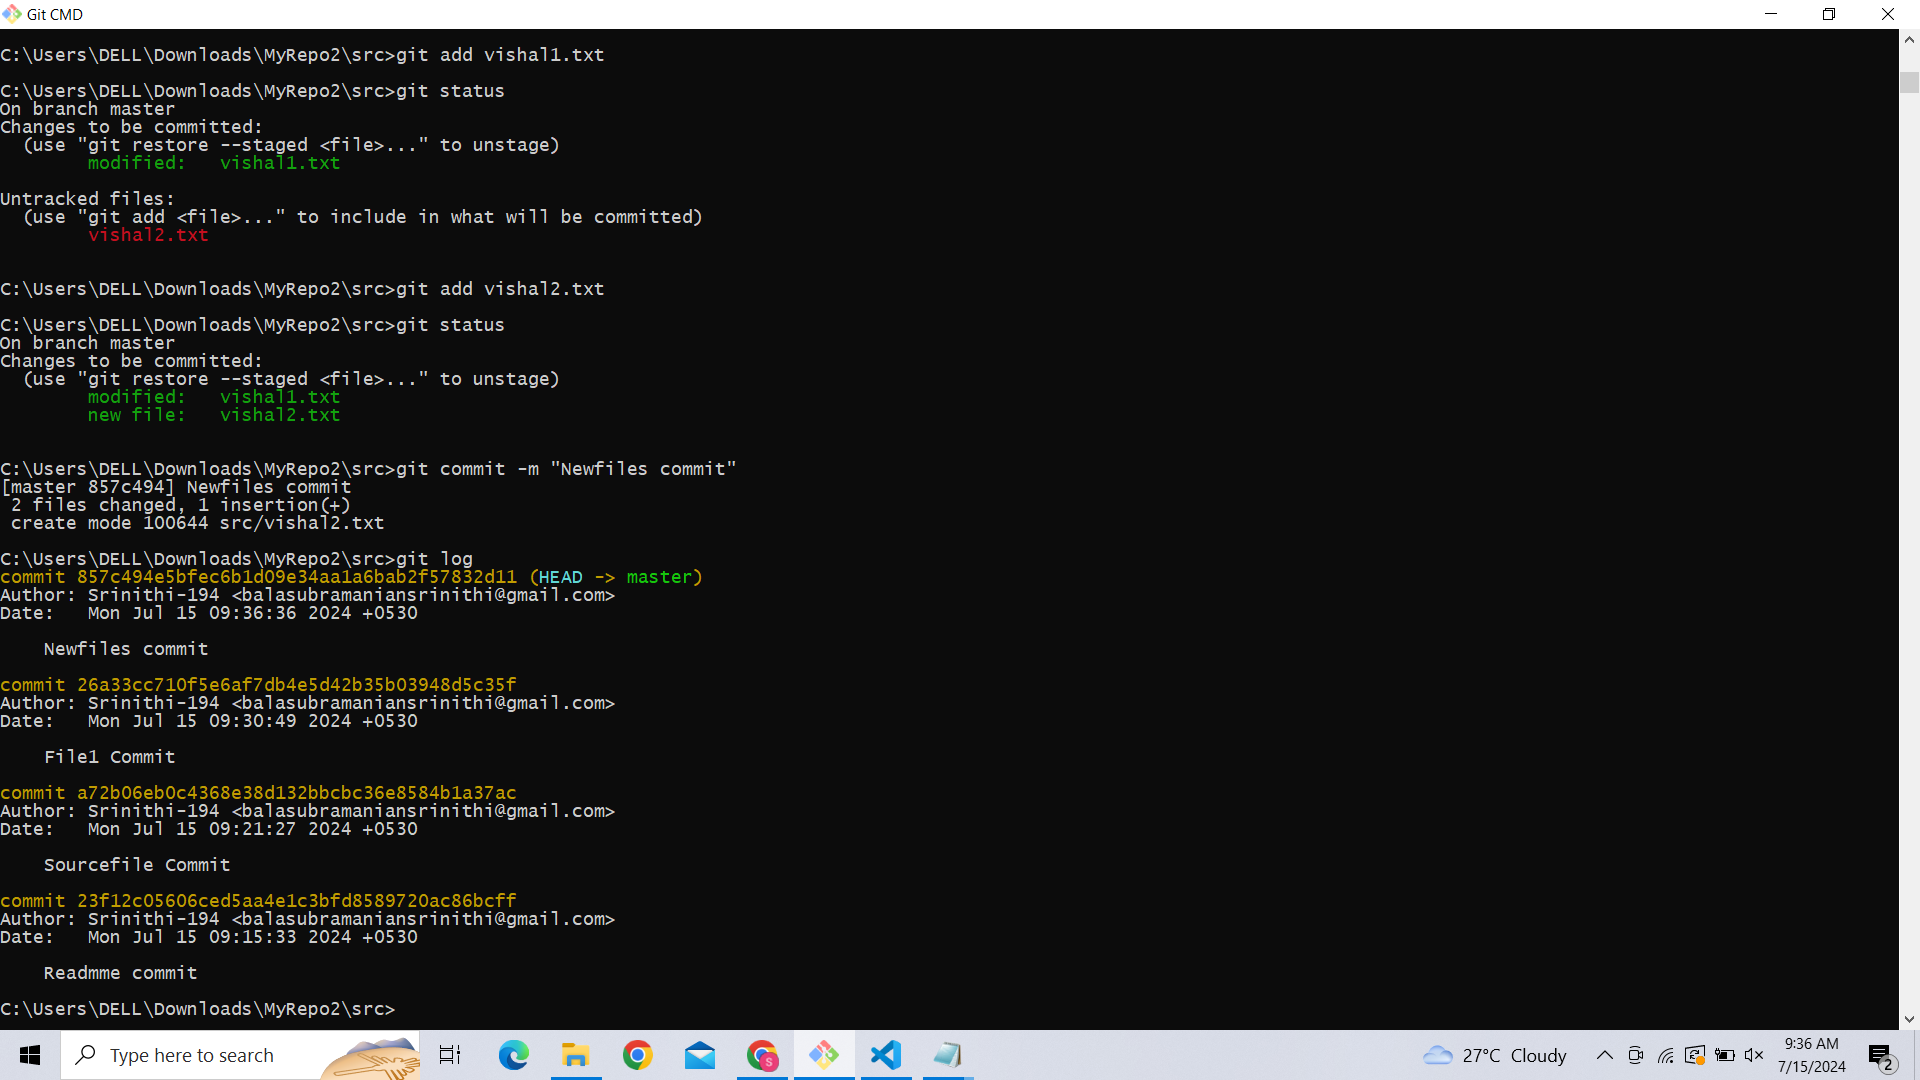 Git CMD
C:\Users\DELL\Downloads\MyRepo2\src>git add vishal1.txt
C:\Users\DELL\Downloads\MyRepo2\src>git status
On branch master
Changes to be committed:
  (use "git restore --staged <file>..." to unstage)
        modified:   vishal1.txt
Untracked files:
  (use "git add <file>..." to include in what will be committed)
        vishal2.txt
C:\Users\DELL\Downloads\MyRepo2\src>git add vishal2.txt
C:\Users\DELL\Downloads\MyRepo2\src>git status
On branch master
Changes to be committed:
  (use "git restore --staged <file>..." to unstage)
        modified:   vishal1.txt
        new file:   vishal2.txt
C:\Users\DELL\Downloads\MyRepo2\src>git commit -m "Newfiles commit"
[master 857c494] Newfiles commit
 2 files changed, 1 insertion(+)
 create mode 100644 src/vishal2.txt
C:\Users\DELL\Downloads\MyRepo2\src>git log
commit 857c494e5bfec6b1d09e34aa1a6bab2f57832d11 (HEAD -> master)
Author: Srinithi-194 <balasubramaniansrinithi@gmail.com>
Date:   Mon Jul 15 09:36:36 2024 +0530
    Newfiles commit
commit 26a33cc710f5e6af7db4e5d42b35b03948d5c35f
Author: Srinithi-194 <balasubramaniansrinithi@gmail.com>
Date:   Mon Jul 15 09:30:49 2024 +0530
    File1 Commit
commit a72b06eb0c4368e38d132bbcbc36e8584b1a37ac
Author: Srinithi-194 <balasubramaniansrinithi@gmail.com>
Date:   Mon Jul 15 09:21:27 2024 +0530
    Sourcefile Commit
commit 23f12c05606ced5aa4e1c3bfd8589720ac86bcff
Author: Srinithi-194 <balasubramaniansrinithi@gmail.com>
Date:   Mon Jul 15 09:15:33 2024 +0530
    Readmme commit
C:\Users\DELL\Downloads\MyRepo2\src>
Type here to search
S
27°C Cloudy
9:36 AM
7/15/2024
2